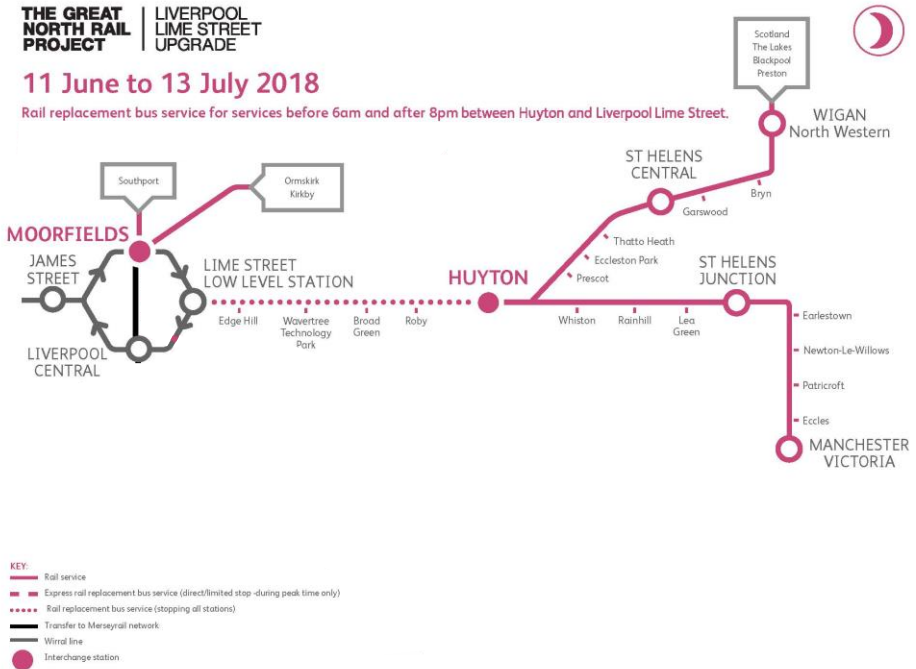 THE GREAT
NORTH RAIL
PROJECT
LIVERPOOL
LIME STREET
UPGRADE
11 June to 13 July 2018
Rail replacement bus service for services before 6am and after 8pm between Huyton and Liverpool Lime Street.
Scotland
The Lakes
Blackpool
Preston
WIGAN
North Western
ST HELENS
CENTRAL
Bryn
Garswood
Thatto Heath
Eccleston Park
Prescot
Southport
Ormskirk
Kirkby
MOORFIELDS
JAMES
STREET
LIME STREET
LOW LEVEL STATION
LIVERPOOL
CENTRAL
Edge Hill
Wavertree
Technology
Park
Broad
Green
Roby
HUYTON
Whiston
Rainhill
Lea
Green
ST HELENS
JUNCTION
Earlestown
Newton-Le-Willows
Patricroft
Eccles
MANCHESTER
VICTORIA
KEY:
Rail service
Express rail replacement bus service (direct/limited stop -during peak time only)
Rail replacement bus service (stopping all stations)
Transfer to Merseyrail network
Wirral line
Interchange station